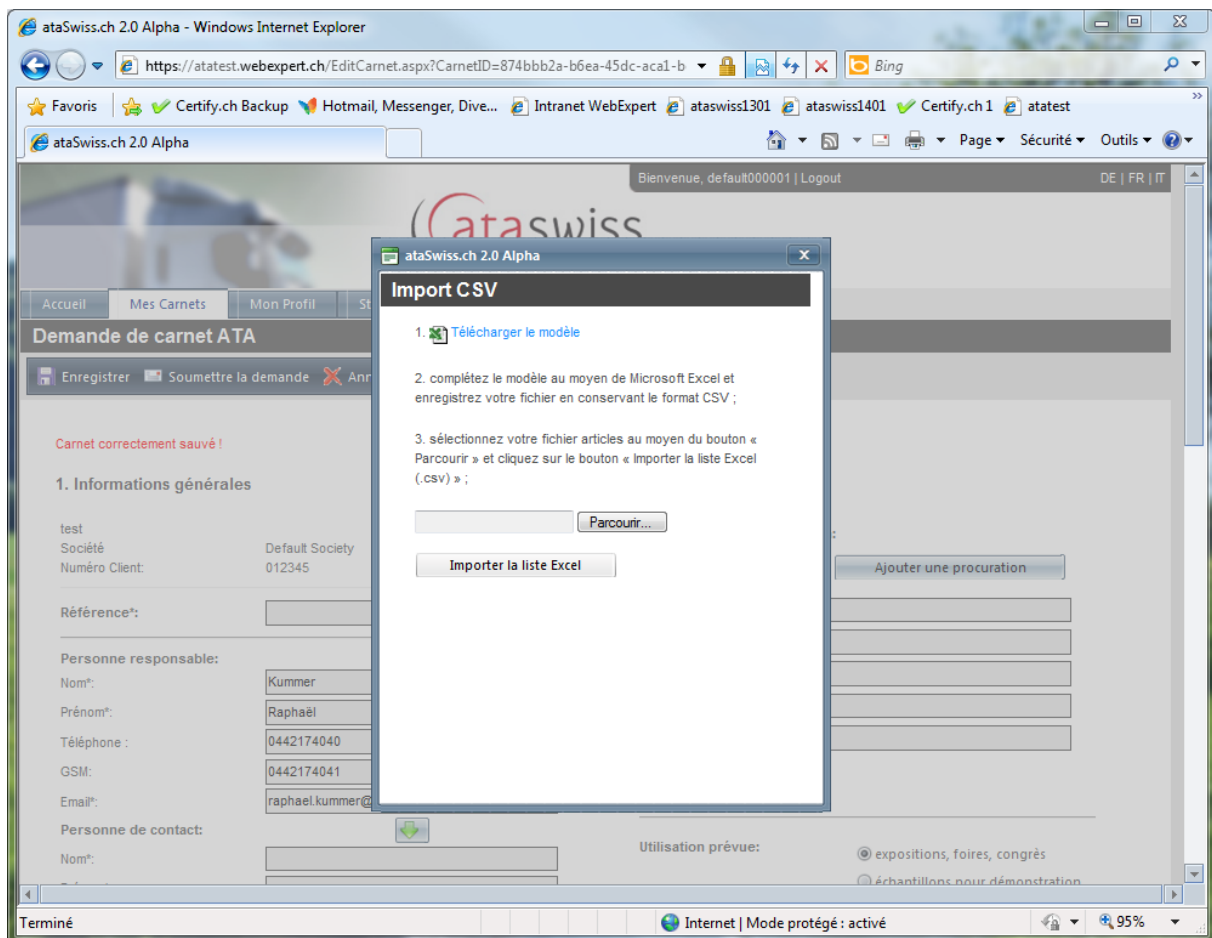 ataSwiss.ch 2.0 Alpha - Windows Internet Explorer
https://atatest.webexpert.ch/EditCarnet.aspx?CarnetID=874bbb2a-b6ea-45dc-aca1-b
Bing
Favoris Certify.ch Backup Hotmail, Messenger, Dive... Intranet WebExpert ataswiss1301 ataswiss1401 Certify.ch 1 atatest
ataSwiss.ch 2.0 Alpha
Page Sécurité Outils
Bienvenue, default000001 | Logout DE | FR | IT
ataswiss
Accueil Mes Carnets Mon Profil St
Demande de carnet ATA
Enregistrer Soumettre la demande Ann
Carnet correctement sauvé !
1. Informations générales
test
Société Default Society
Numéro Client: 012345
Référence*:
Personne responsable:
Nom*: Kummer
Prénom*: Raphaël
Téléphone : 0442174040
GSM: 0442174041
Email*: raphael.kummer@
Personne de contact:
Nom*:
ataSwiss.ch 2.0 Alpha
Import CSV
1. Télécharger le modèle
2. complétez le modèle au moyen de Microsoft Excel et
enregistrez votre fichier en conservant le format CSV ;
3. sélectionnez votre fichier articles au moyen du bouton «
Parcourir » et cliquez sur le bouton « Importer la liste Excel
(.csv) » ;
Parcourir...
Importer la liste Excel
:
Ajouter une procuration
Utilisation prévue: expositions, foires, congrès
échantillons pour démonstration
Terminé Internet | Mode protégé : activé 95%